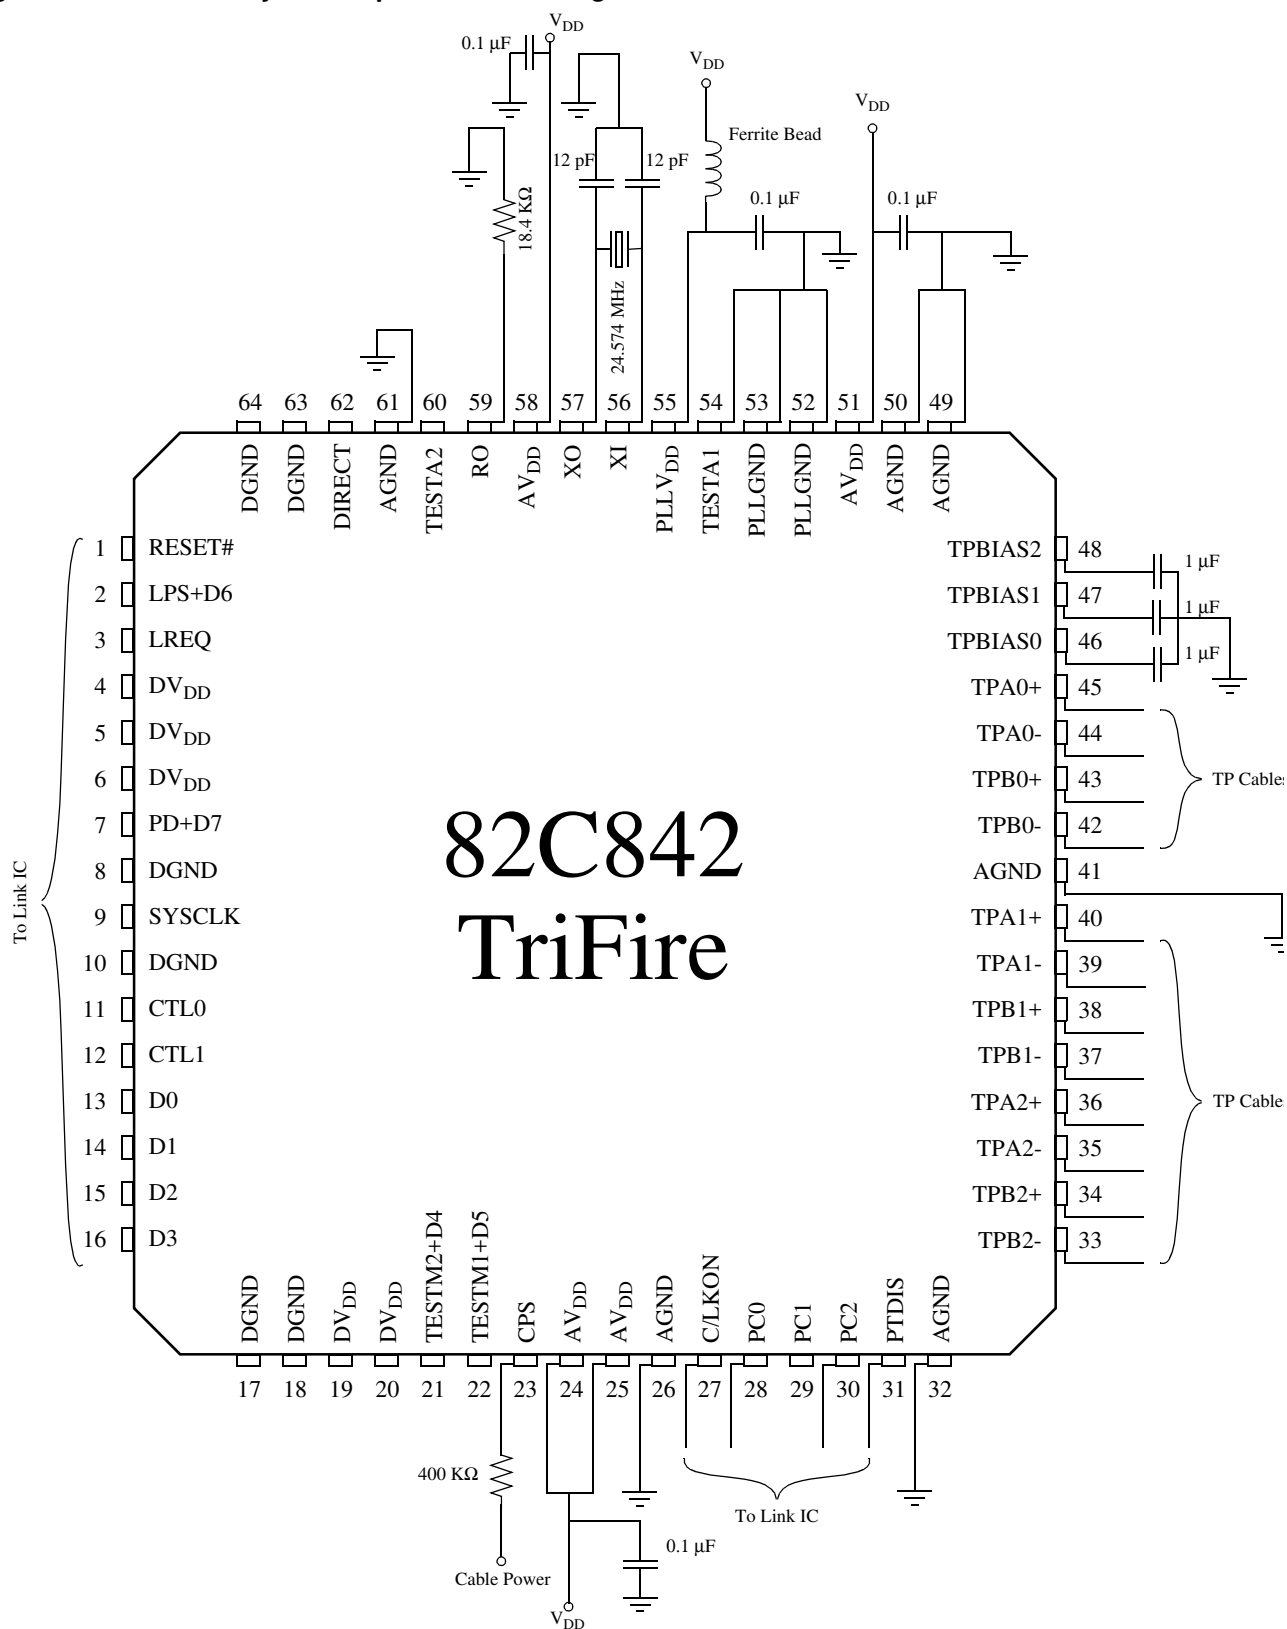 V_DD
0.1 µF
V_DD
V_DD
Ferrite Bead
12 pF
12 pF
18.4 KΩ
0.1 µF
0.1 µF
24.574 MHz
64 63 62 61 60 59 58 57 56 55 54 53 52 51 50 49
DGND
DGND
DIRECT
AGND
TESTA2
RO
AV_DD
XO
XI
PLLV_DD
TESTA1
PLLGND
PLLGND
AV_DD
AGND
AGND
To Link IC
1 RESET#
2 LPS+D6
3 LREQ
4 DV_DD
5 DV_DD
6 DV_DD
7 PD+D7
8 DGND
9 SYSCLK
10 DGND
11 CTL0
12 CTL1
13 D0
14 D1
15 D2
16 D3
82C842
TriFire
TPBIAS2 48
1 µF
TPBIAS1 47
1 µF
TPBIAS0 46
1 µF
TPA0+ 45
TPA0- 44
TPB0+ 43
TP Cables
TPB0- 42
AGND 41
TPA1+ 40
TPA1- 39
TPB1+ 38
TPB1- 37
TPA2+ 36
TP Cables
TPA2- 35
TPB2+ 34
TPB2- 33
DGND
DGND
DV_DD
DV_DD
TESTM2+D4
TESTM1+D5
CPS
AV_DD
AV_DD
AGND
C/LKON
PC0
PC1
PC2
PTDIS
AGND
17 18 19 20 21 22 23 24 25 26 27 28 29 30 31 32
400 KΩ
To Link IC
0.1 µF
Cable Power
V_DD